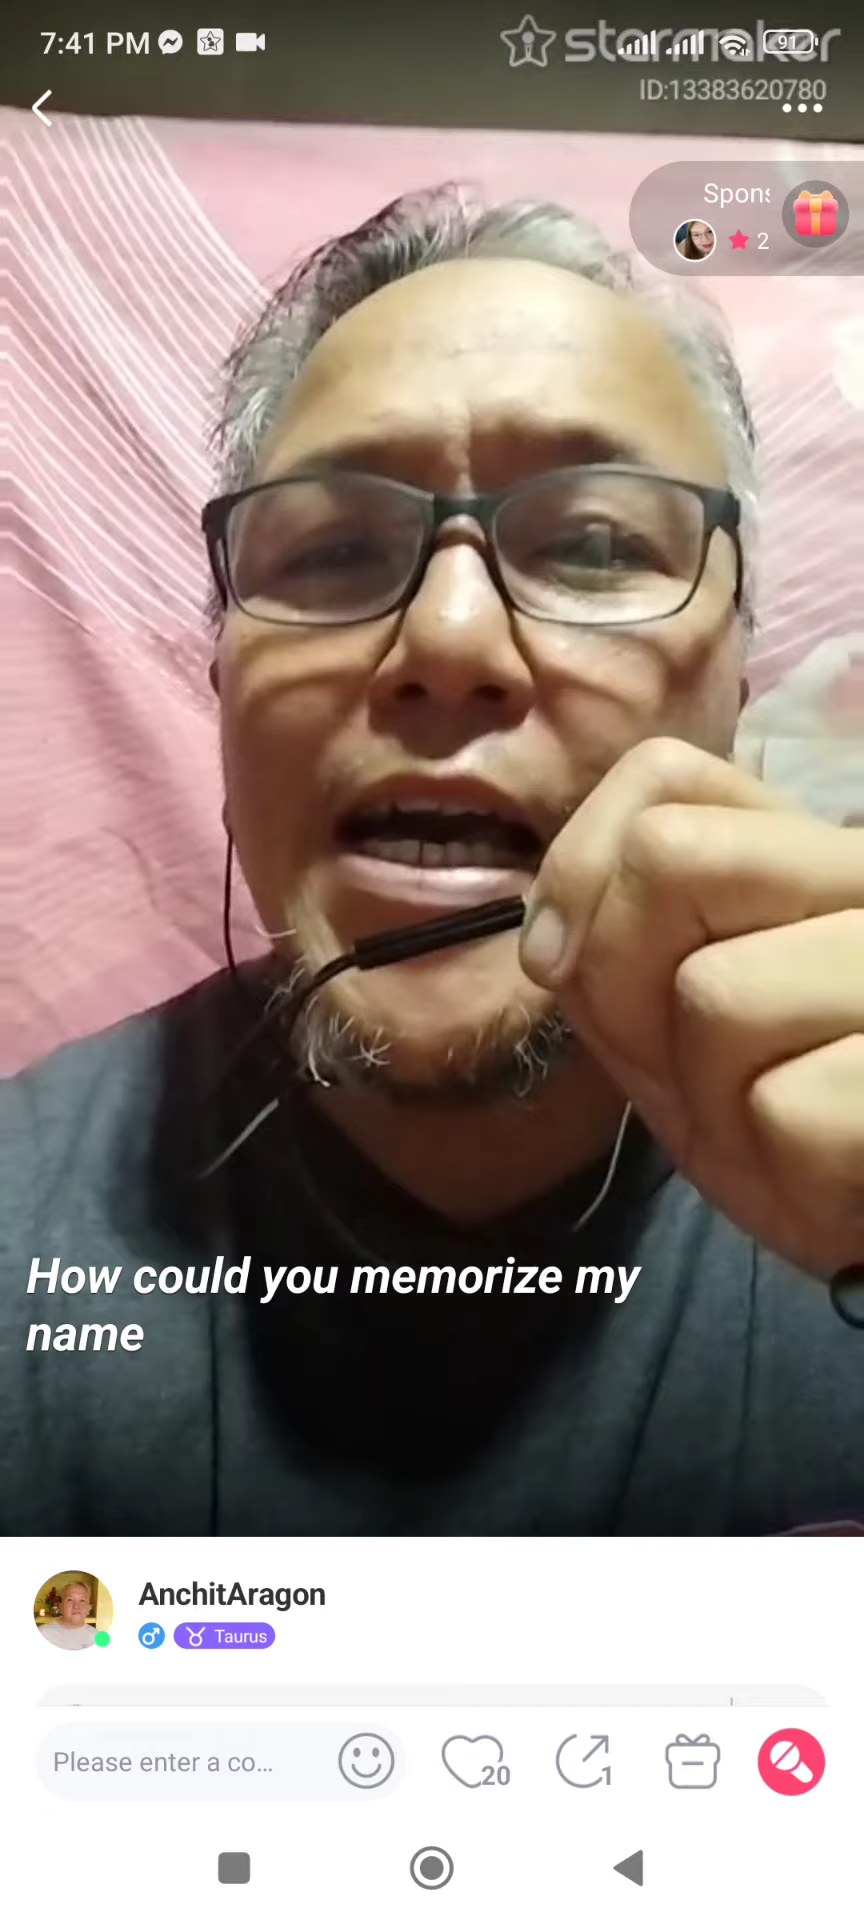 7:41 PM
91
starmaker
ID:13383620780
Spons
2
How could you memorize my
name
AnchitAragon
Taurus
Please enter a co...
20
1